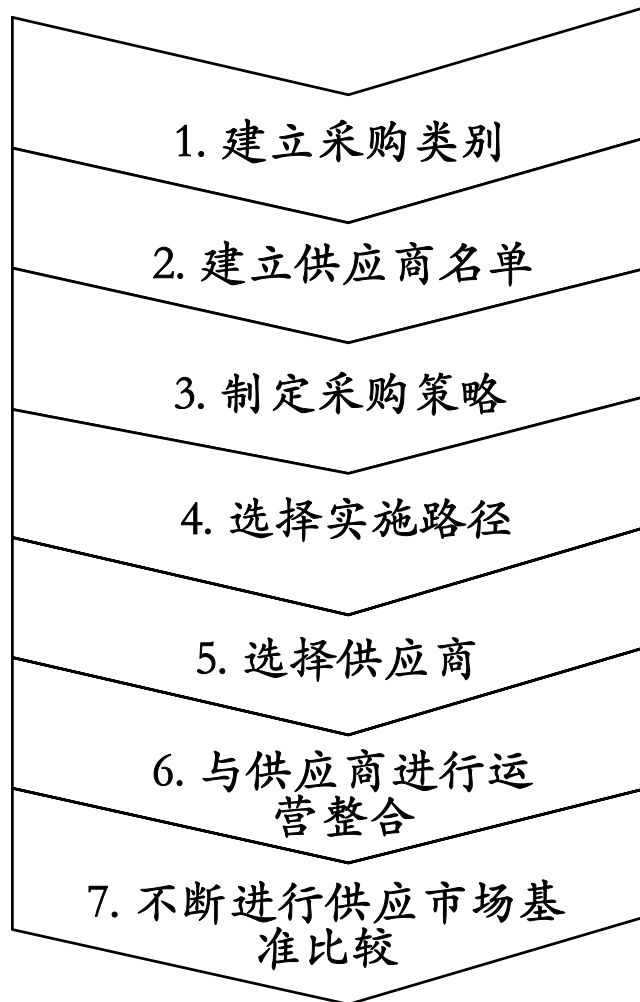 1. 建立采购类别
2. 建立供应商名单
3. 制定采购策略
4. 选择实施路径
5. 选择供应商
6. 与供应商进行运
营整合
7. 不断进行供应市场基
准比较